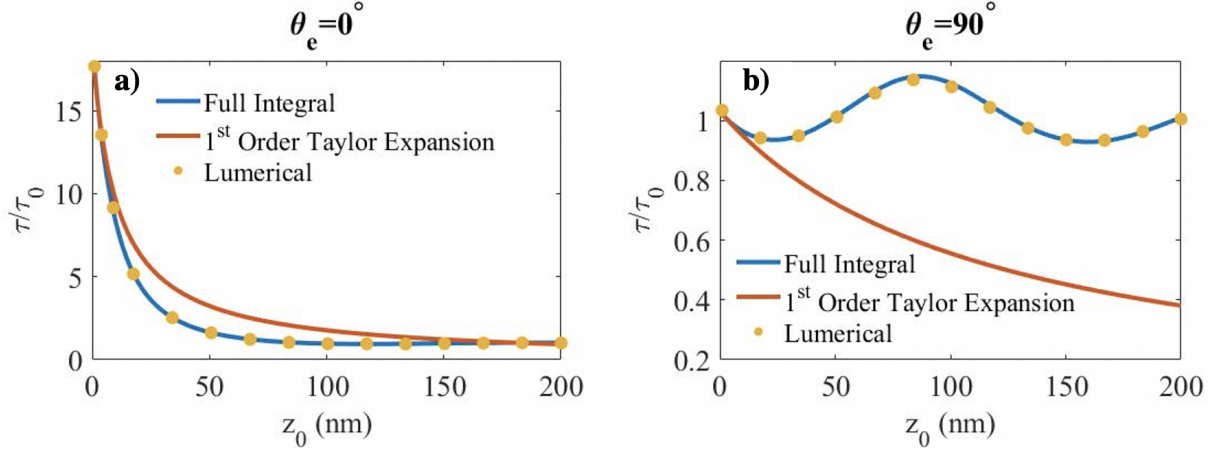 θe=0°
a)
Full Integral
1st Order Taylor Expansion
Lumerical
τ/τ0
15
10
5
0
0 50 100 150 200
z0 (nm)
θe=90°
b)
Full Integral
1st Order Taylor Expansion
Lumerical
τ/τ0
1
0.8
0.6
0.4
0.2
0 50 100 150 200
z0 (nm)